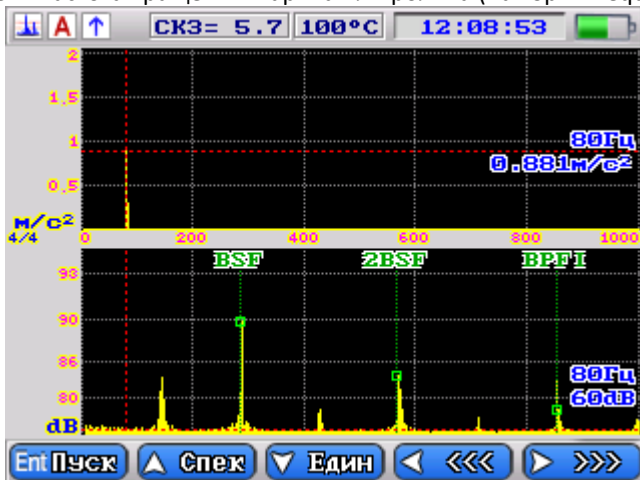 A СКЗ= 5.7 100°C 12:08:53
2
1,5
1
80Гц
0.881м/с²
0,5
м/с²
4/4 0 200 400 600 800 1000
BSF 2BSF BPFI
93
90
86
80Гц
80 60dB
dB
Ent Пуск Спек Един <<< >>>